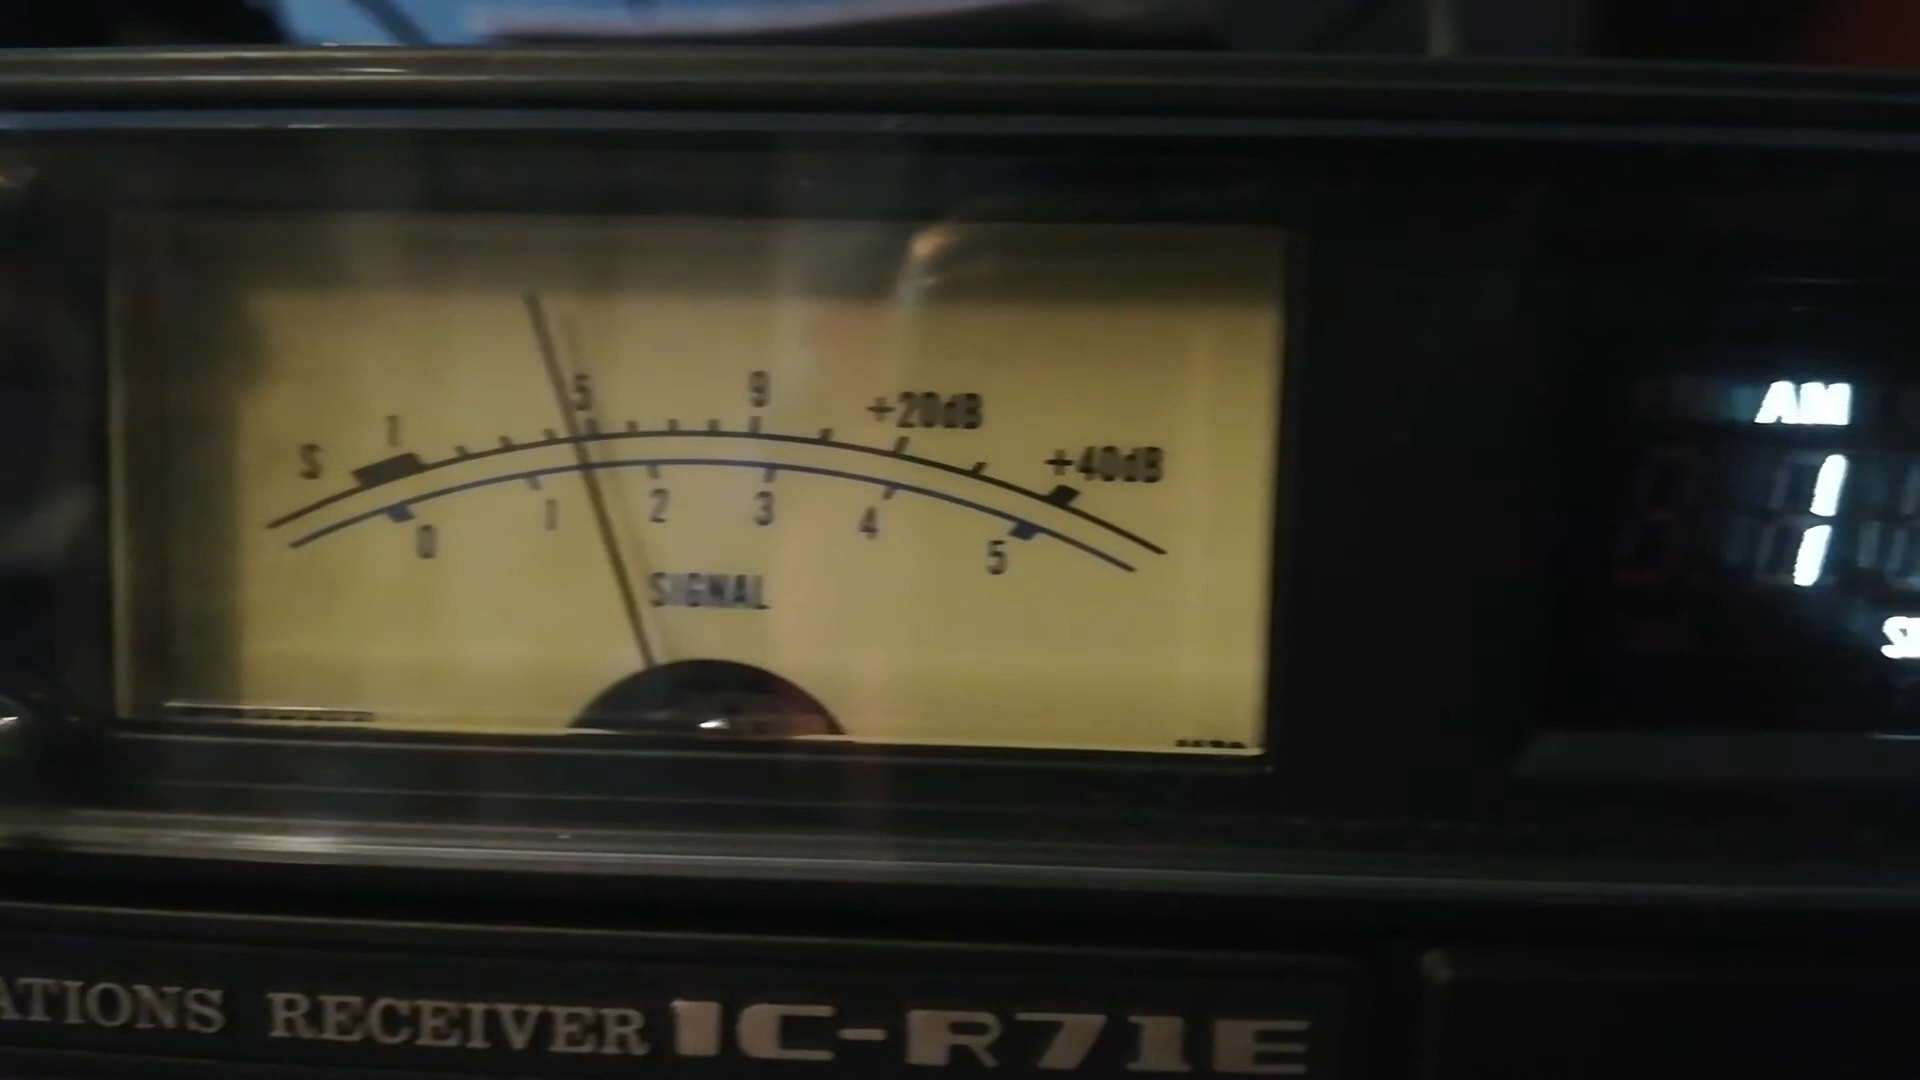 5 9
1 +20dB
S +40dB
0 1 2 3 4 5
SIGNAL
AM
ATIONS RECEIVER IC-R71E